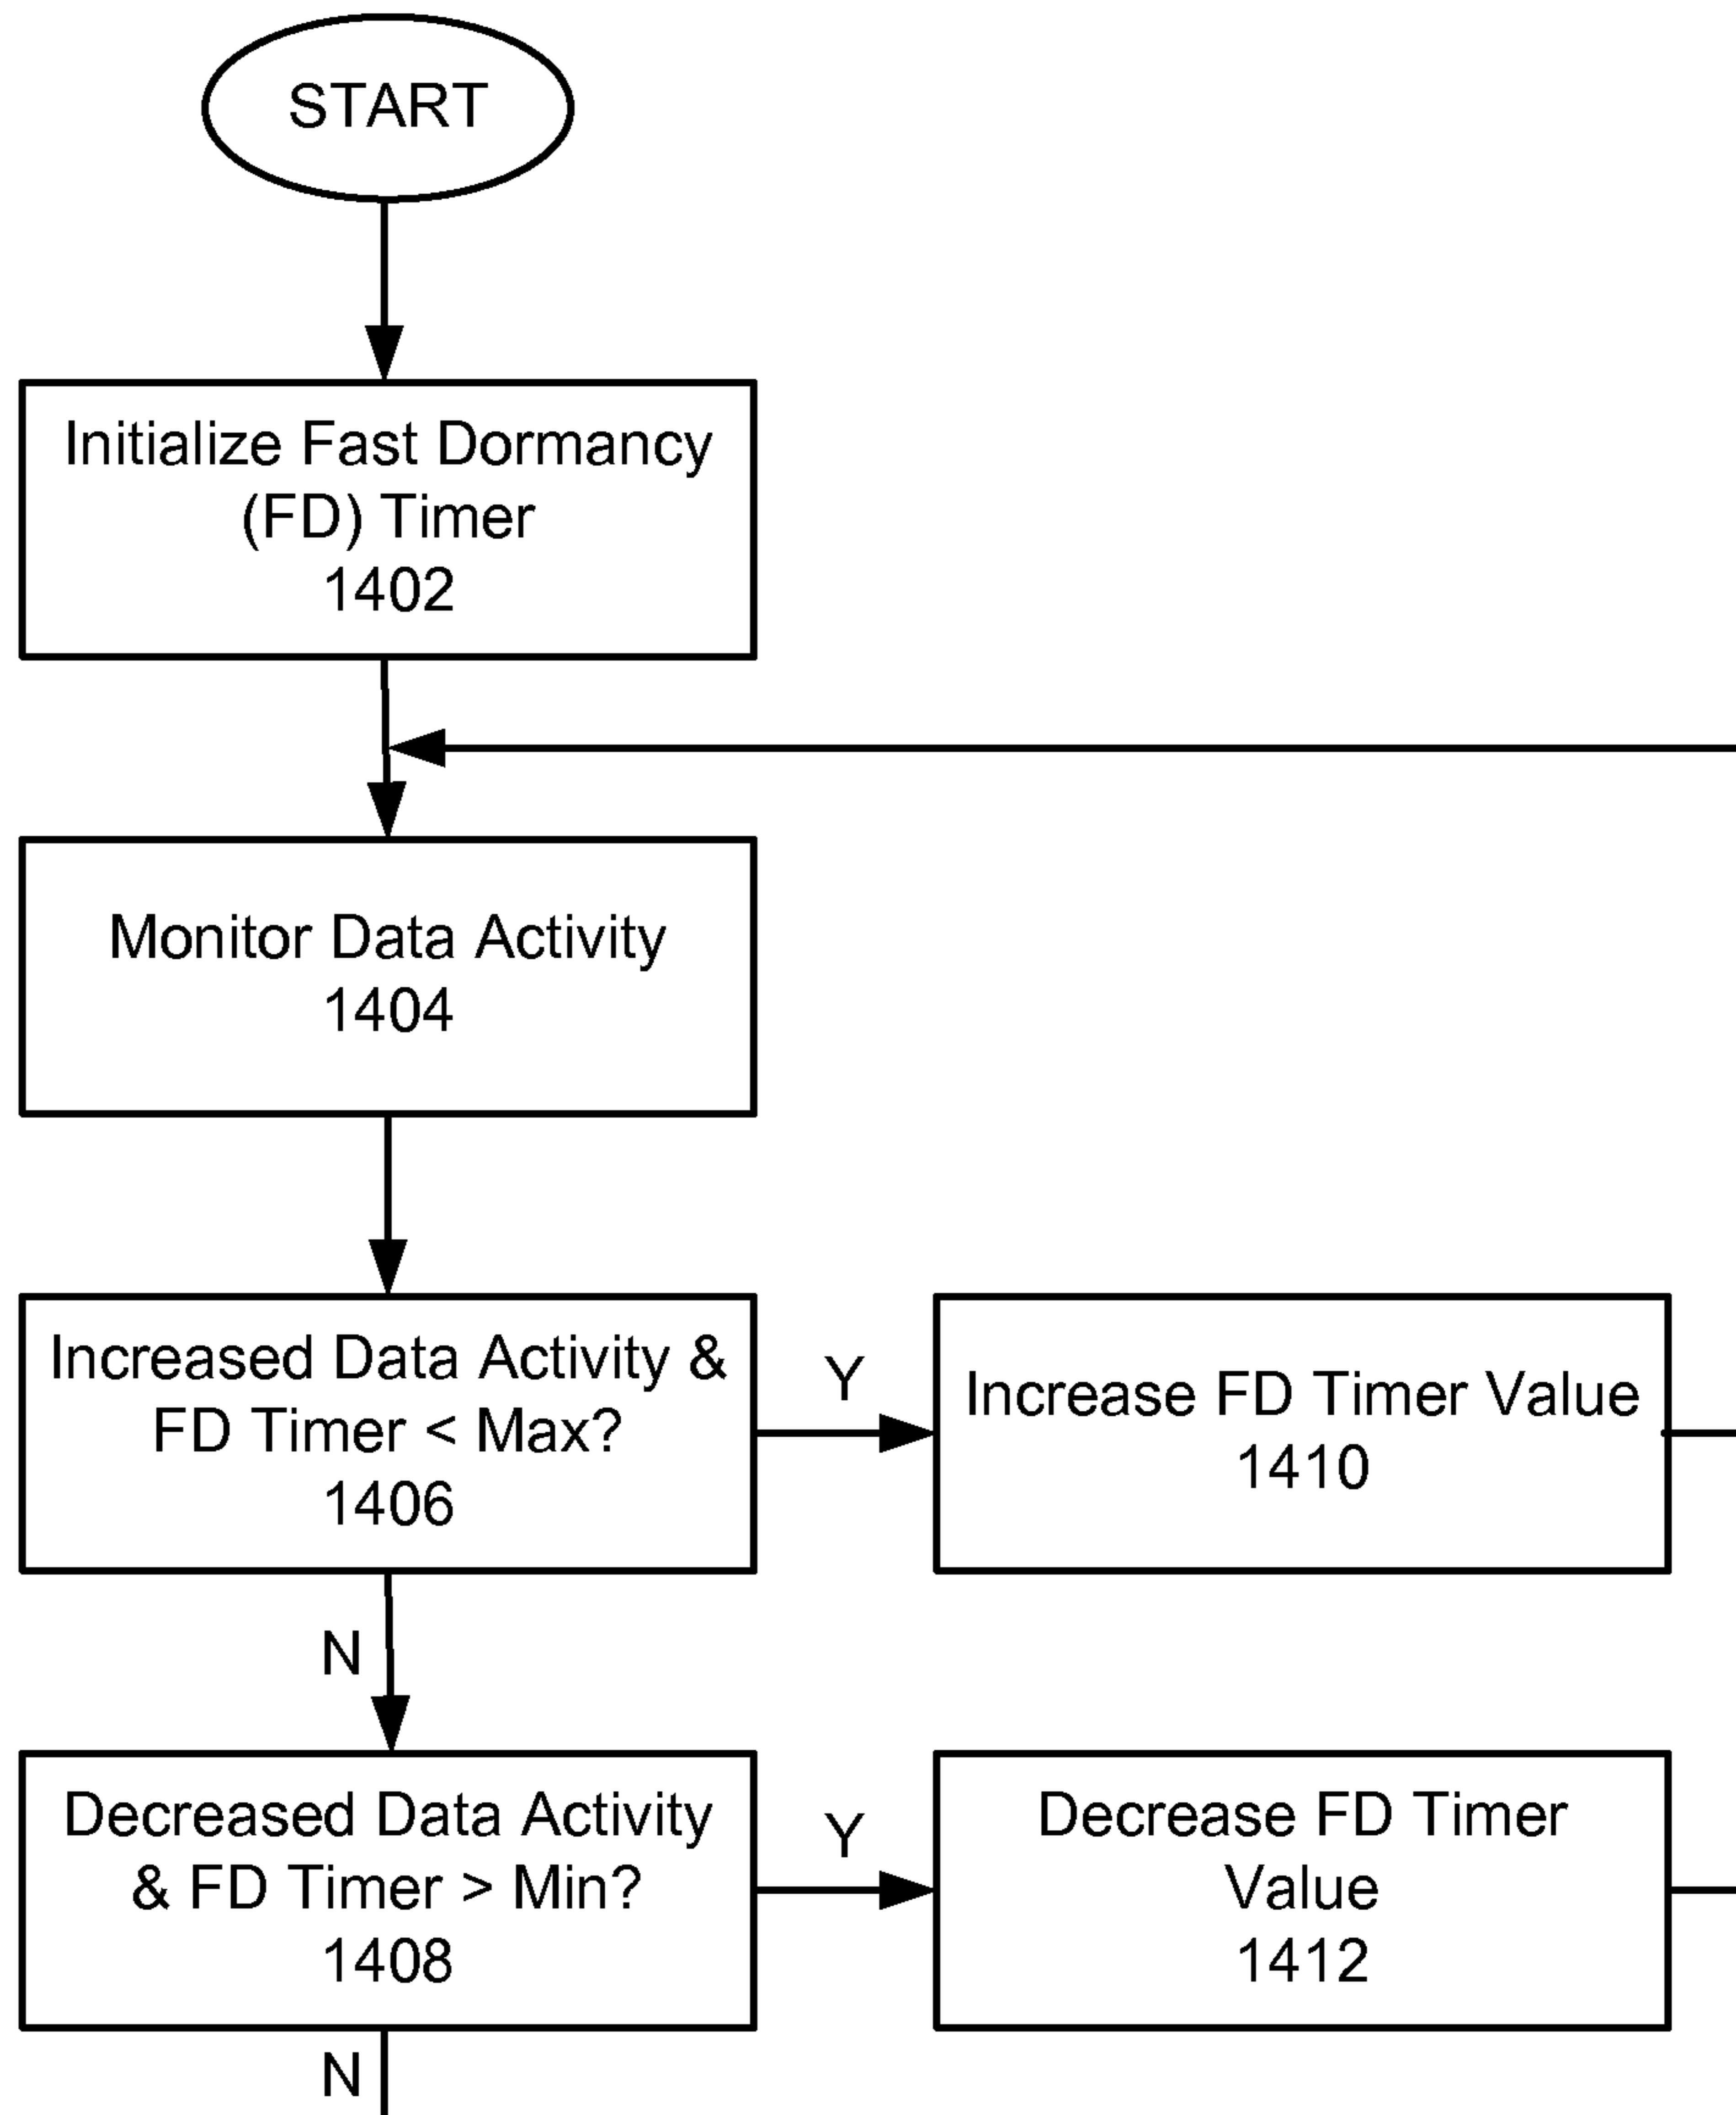 START
Initialize Fast Dormancy
(FD) Timer
1402
Monitor Data Activity
1404
Increased Data Activity &
FD Timer < Max?
1406
Y
Increase FD Timer Value
1410
N
Decreased Data Activity
& FD Timer > Min?
1408
Y
Decrease FD Timer
Value
1412
N